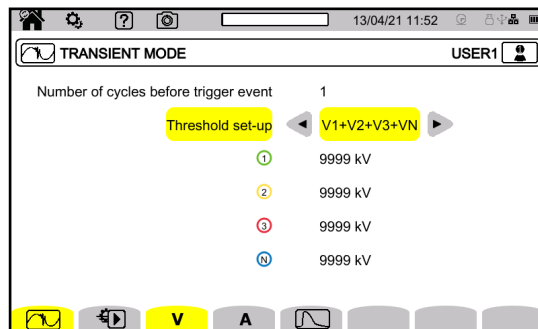 13/04/21 11:52
TRANSIENT MODE USER1
Number of cycles before trigger event 1
Threshold set-up V1+V2+V3+VN
1 9999 kV
2 9999 kV
3 9999 kV
N 9999 kV
V A